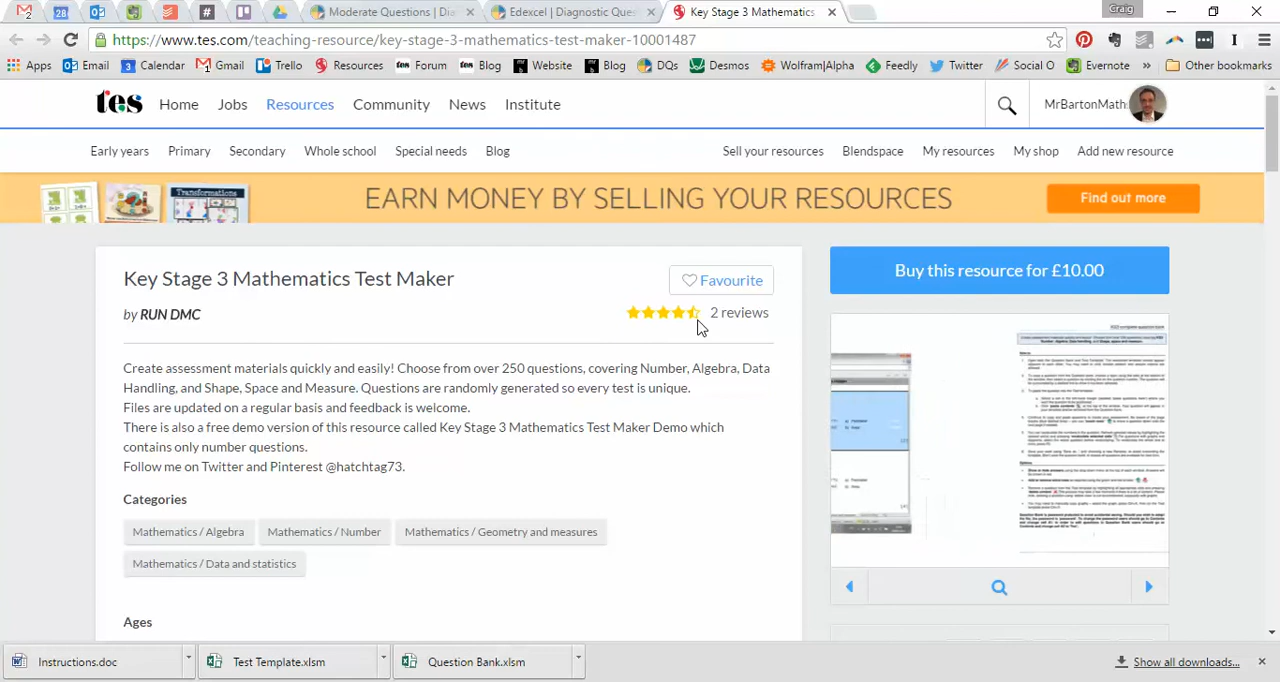 Craig
Moderate Questions | Da
Edexcel | Diagnostic Ques
Key Stage 3 Mathematics
https://www.tes.com/teaching-resource/key-stage-3-mathematics-test-maker-10001487
Apps Email Calendar Gmail Trello Resources Forum Blog Website Blog DQs Desmos Wolfram|Alpha Feedly Twitter Social O Evernote » Other bookmarks
tes Home Jobs Resources Community News Institute MrBartonMath
Early years Primary Secondary Whole school Special needs Blog Sell your resources Blendspace My resources My shop Add new resource
EARN MONEY BY SELLING YOUR RESOURCES Find out more
Key Stage 3 Mathematics Test Maker
Favourite
Buy this resource for £10.00
by RUN DMC
2 reviews
Create assessment materials quickly and easily! Choose from over 250 questions, covering Number, Algebra, Data
Handling, and Shape, Space and Measure. Values are randomly generated so every test is unique.
Files are updated on a regular basis and feedback is welcome.
There is also a free demo version of this resource: Key Stage 3 Mathematics Test Maker Demo which
contains only number questions.
Follow me on Twitter and Pinterest @hashtag73.
Categories
Mathematics / Algebra
Mathematics / Number
Mathematics / Geometry and measures
Mathematics / Data and statistics
Ages
Instructions.doc
Test Template.xlsm
Question Bank.xlsm
Show all downloads...